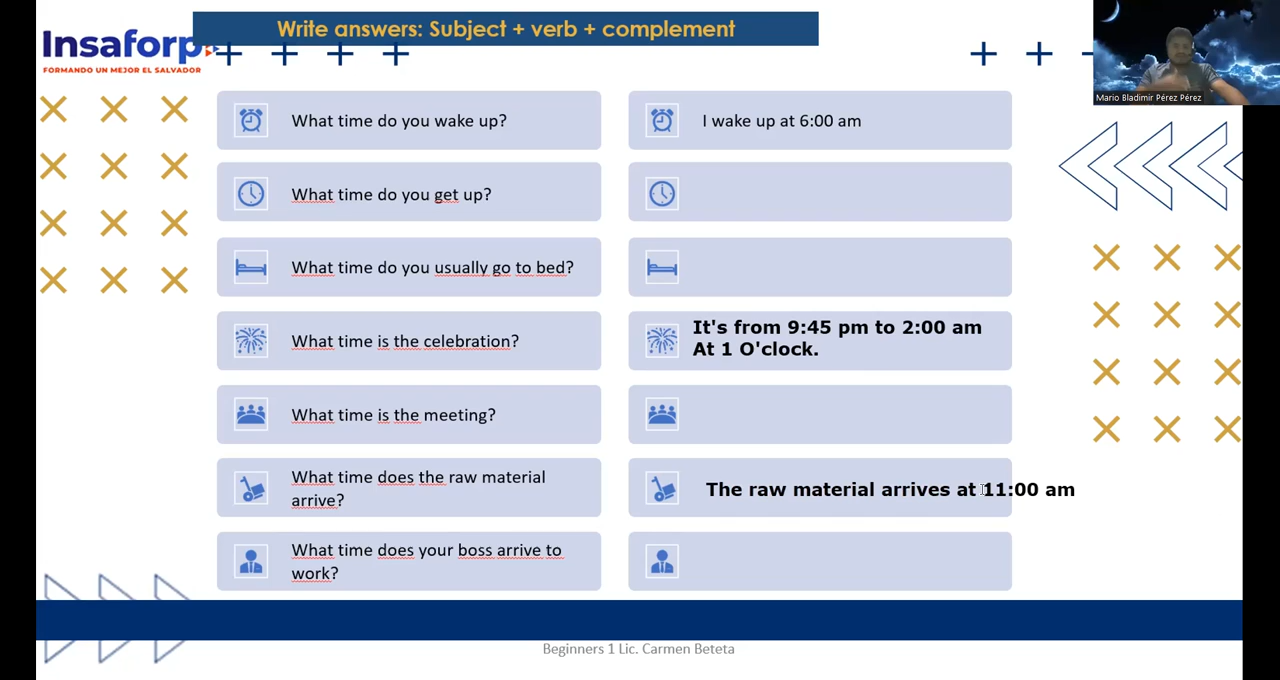 Write answers: Subject + verb + complement
Insaforp
FORMANDO UN MEJOR EL SALVADOR
Mario Bladimir Pérez Pérez
What time do you wake up?
I wake up at 6:00 am
What time do you get up?
What time do you usually go to bed?
What time is the celebration?
It's from 9:45 pm to 2:00 am
At 1 O'clock.
What time is the meeting?
What time does the raw material
arrive?
The raw material arrives at 11:00 am
What time does your boss arrive to
work?
Beginners 1 Lic. Carmen Beteta